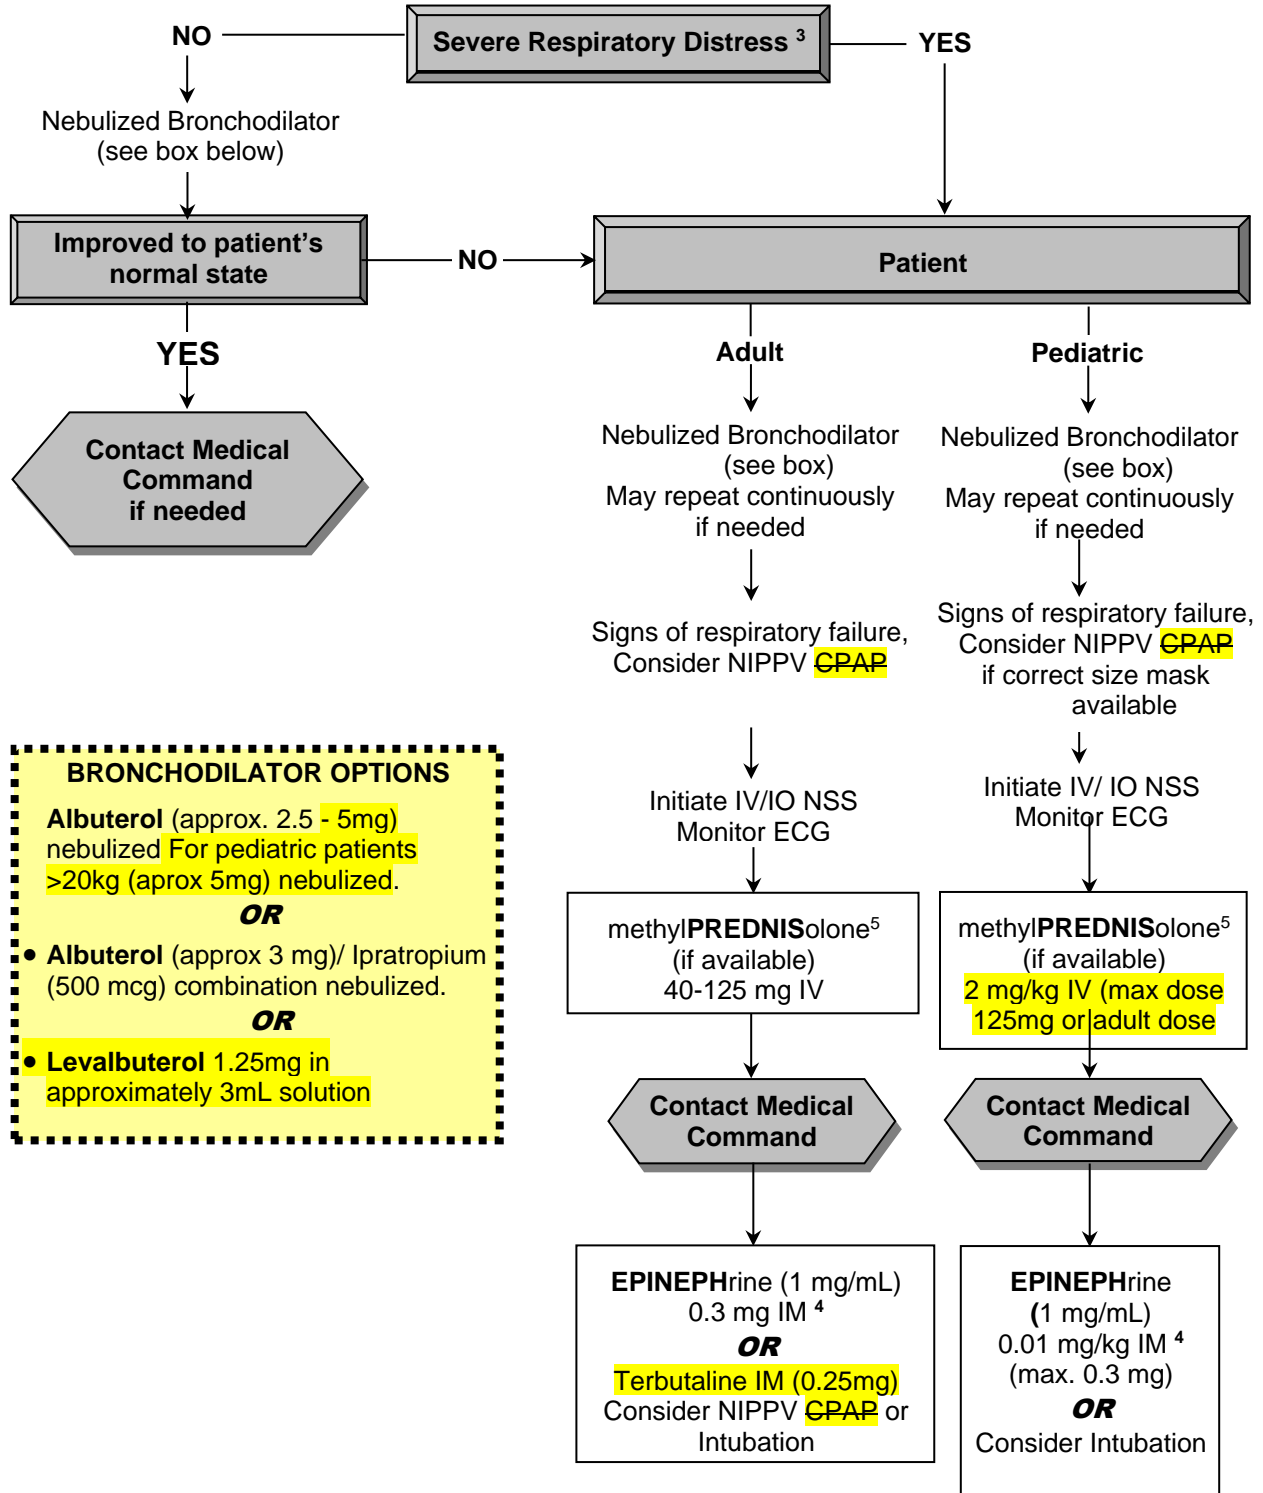 Severe Respiratory Distress ³
NO
YES
Nebulized Bronchodilator
(see box below)
Improved to patient's
normal state
NO
Patient
YES
Contact Medical
Command
if needed
Adult
Nebulized Bronchodilator
(see box)
May repeat continuously
if needed
Signs of respiratory failure,
Consider NIPPV CPAP
Initiate IV/IO NSS
Monitor ECG
methylPREDNISolone⁵
(if available)
40-125 mg IV
Contact Medical
Command
EPINEPHrine (1 mg/mL)
0.3 mg IM ⁴
OR
Terbutaline IM (0.25mg)
Consider NIPPV CPAP or
Intubation
Pediatric
Nebulized Bronchodilator
(see box)
May repeat continuously
if needed
Signs of respiratory failure,
Consider NIPPV CPAP
if correct size mask
available
Initiate IV/ IO NSS
Monitor ECG
methylPREDNISolone⁵
(if available)
2 mg/kg IV (max dose
125mg or adult dose
Contact Medical
Command
EPINEPHrine
(1 mg/mL)
0.01 mg/kg IM ⁴
(max. 0.3 mg)
OR
Consider Intubation
BRONCHODILATOR OPTIONS
Albuterol (approx. 2.5 - 5mg)
nebulized For pediatric patients
>20kg (aprox 5mg) nebulized.
OR
• Albuterol (approx 3 mg)/ Ipratropium
(500 mcg) combination nebulized.
OR
• Levalbuterol 1.25mg in
approximately 3mL solution